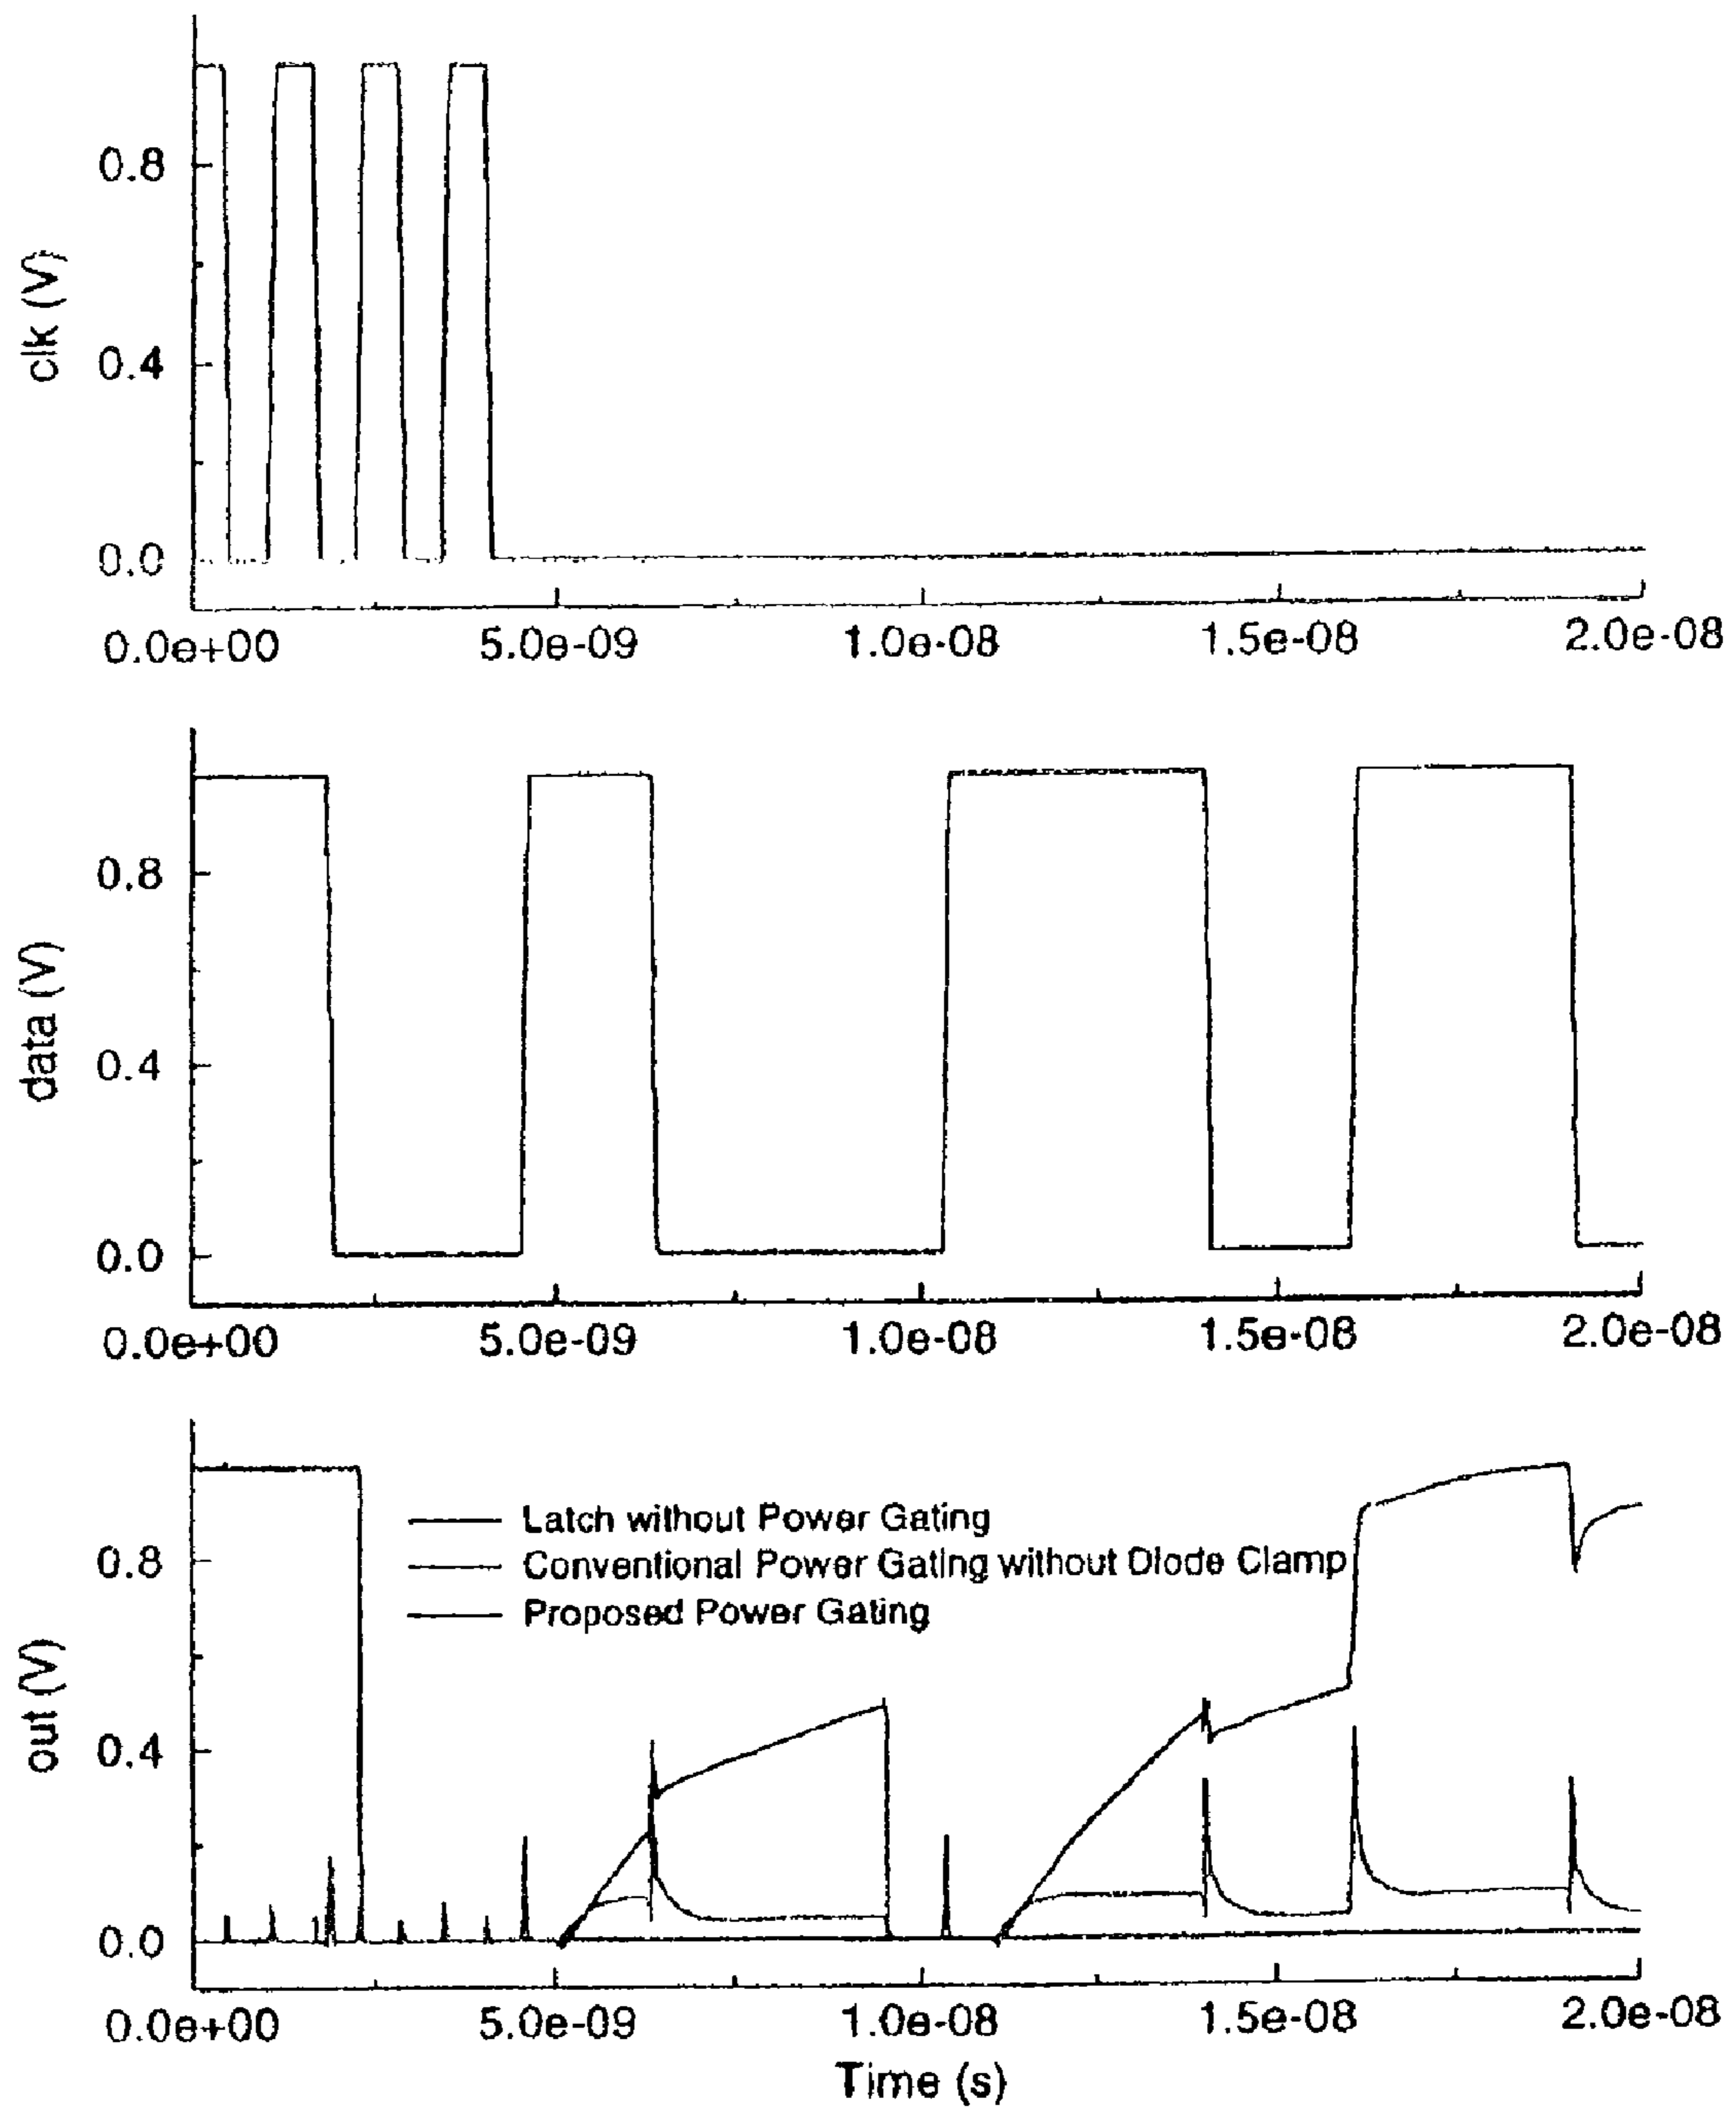 clk (V)
0.8
0.4
0.0
0.0e+00 5.0e-09 1.0e-08 1.5e-08 2.0e-08
data (V)
0.8
0.4
0.0
0.0e+00 5.0e-09 1.0e-08 1.5e-08 2.0e-08
out (V)
Latch without Power Gating
0.8
Conventional Power Gating without Diode Clamp
Proposed Power Gating
0.4
0.0
0.0e+00 5.0e-09 1.0e-08 1.5e-08 2.0e-08
Time (s)